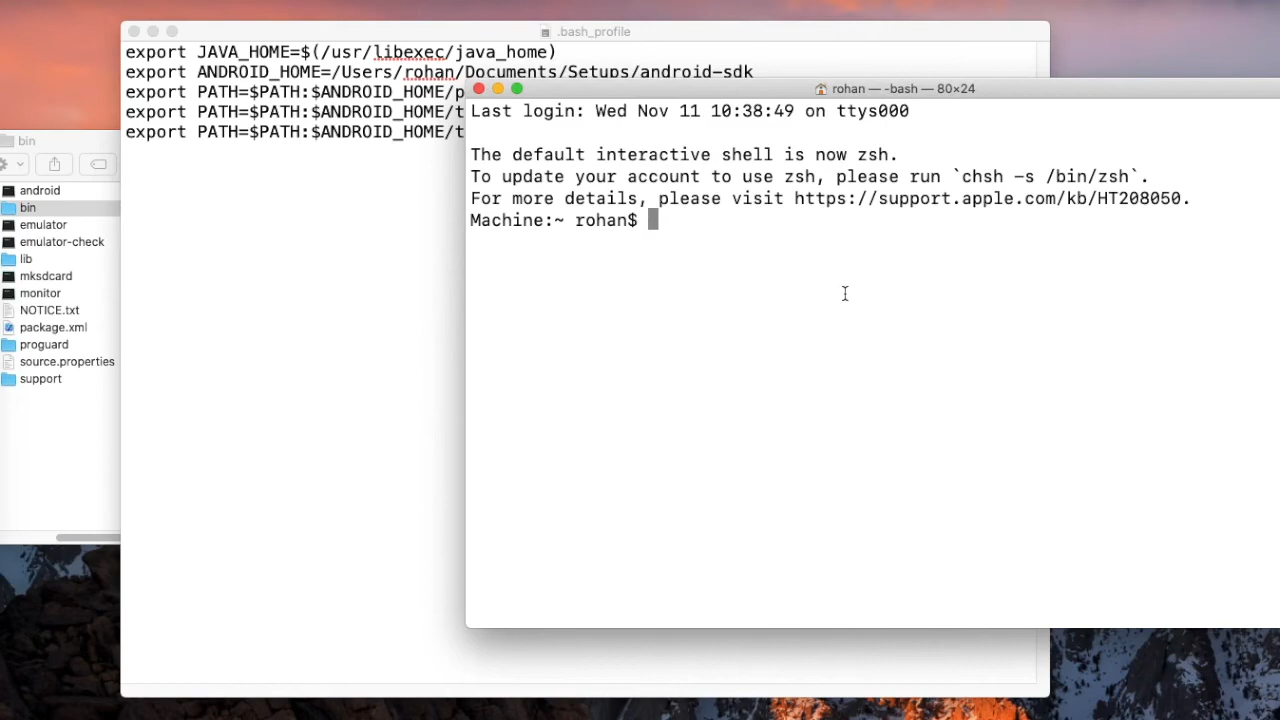 .bash_profile
export JAVA_HOME=$(/usr/libexec/java_home)
export ANDROID_HOME=/Users/rohan/Documents/Setups/android-sdk
export PATH=$PATH:$ANDROID_HOME/p
export PATH=$PATH:$ANDROID_HOME/t
export PATH=$PATH:$ANDROID_HOME/t
rohan — -bash — 80×24
Last login: Wed Nov 11 10:38:49 on ttys000
The default interactive shell is now zsh.
To update your account to use zsh, please run `chsh -s /bin/zsh`.
For more details, please visit https://support.apple.com/kb/HT208050.
Machine:~ rohan$
bin
android
bin
emulator
emulator-check
lib
mksdcard
monitor
NOTICE.txt
package.xml
proguard
source.properties
support